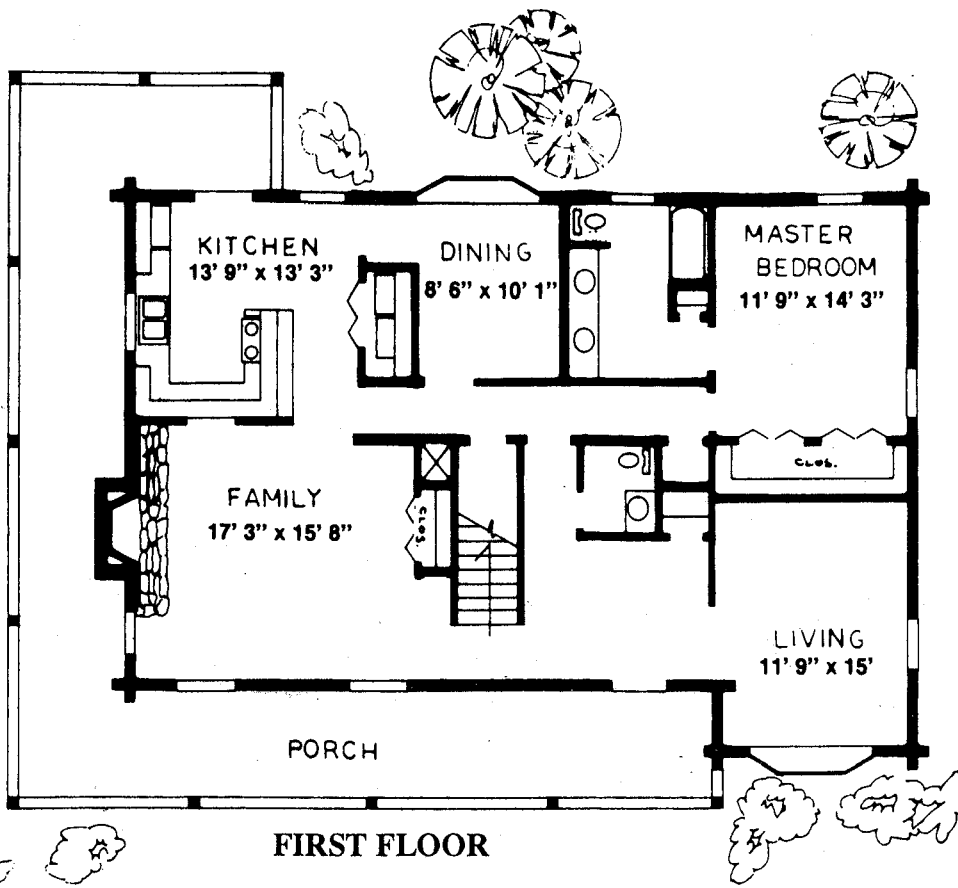 KITCHEN
13' 9" x 13' 3"
DINING
8' 6" x 10' 1"
MASTER
BEDROOM
11' 9" x 14' 3"
CLOS.
FAMILY
17' 3" x 15' 8"
CLOS.
LIVING
11' 9" x 15'
PORCH
FIRST FLOOR